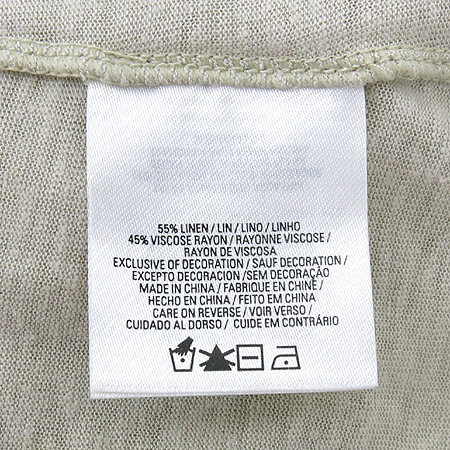 55% LINEN / LIN / LINO / LINHO
45% VISCOSE RAYON / RAYONNE VISCOSE /
RAYON DE VISCOSA
EXCLUSIVE OF DECORATION / SAUF DECORATION /
EXCEPTO DECORACION / SEM DECORAÇÃO
MADE IN CHINA / FABRIQUE EN CHINE /
HECHO EN CHINA / FEITO EM CHINA
CARE ON REVERSE / VOIR VERSO /
CUIDADO AL DORSO / CUIDE EM CONTRÁRIO